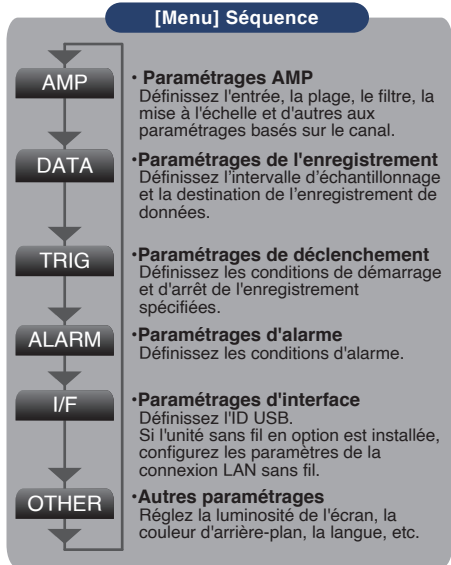 [Menu] Séquence
AMP
· Paramétrages AMP
Définissez l'entrée, la plage, le filtre, la
mise à l'échelle et d'autres aux
paramétrages basés sur le canal.
DATA
·Paramétrages de l'enregistrement
Définissez l'intervalle d'échantillonnage
et la destination de l'enregistrement de
données.
TRIG
·Paramétrages de déclenchement
Définissez les conditions de démarrage
et d'arrêt de l'enregistrement
spécifiées.
ALARM
·Paramétrages d'alarme
Définissez les conditions d'alarme.
I/F
·Paramétrages d'interface
Définissez l'ID USB.
Si l'unité sans fil en option est installée,
configurez les paramètres de la
connexion LAN sans fil.
OTHER
·Autres paramétrages
Réglez la luminosité de l'écran, la
couleur d'arrière-plan, la langue, etc.